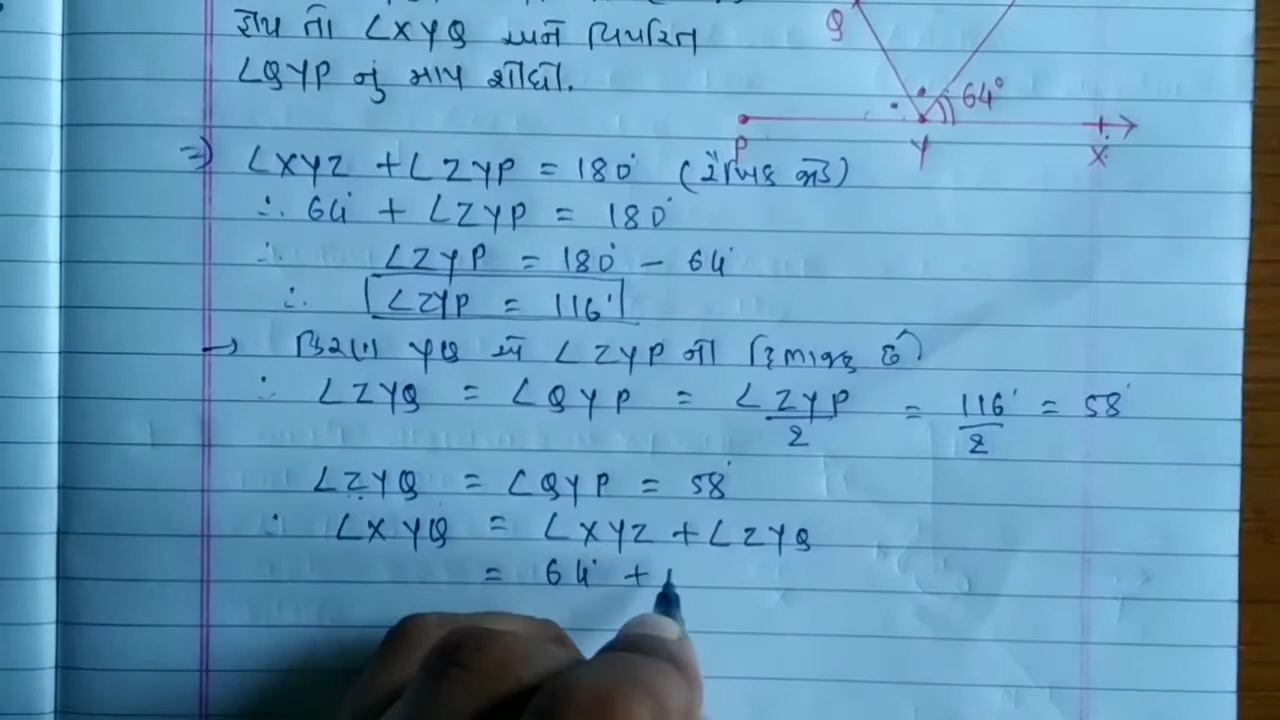 હોય તો ∠XYQ અને વિપરિત
∠QYP નું માપ શોધો.
Q
64°
P
Y
X
⇒ ∠XYZ + ∠ZYP = 180° (રૈખિક જોડ)
∴ 64° + ∠ZYP = 180°
∴ ∠ZYP = 180° - 64°
∴ ∠ZYP = 116°
→ કિરણ YQ એ ∠ZYP નો દ્વિભાજક છે
∴ ∠ZYQ = ∠QYP = ∠ZYP/2 = 116°/2 = 58°
∠ZYQ = ∠QYP = 58°
∴ ∠XYQ = ∠XYZ + ∠ZYQ
= 64° +